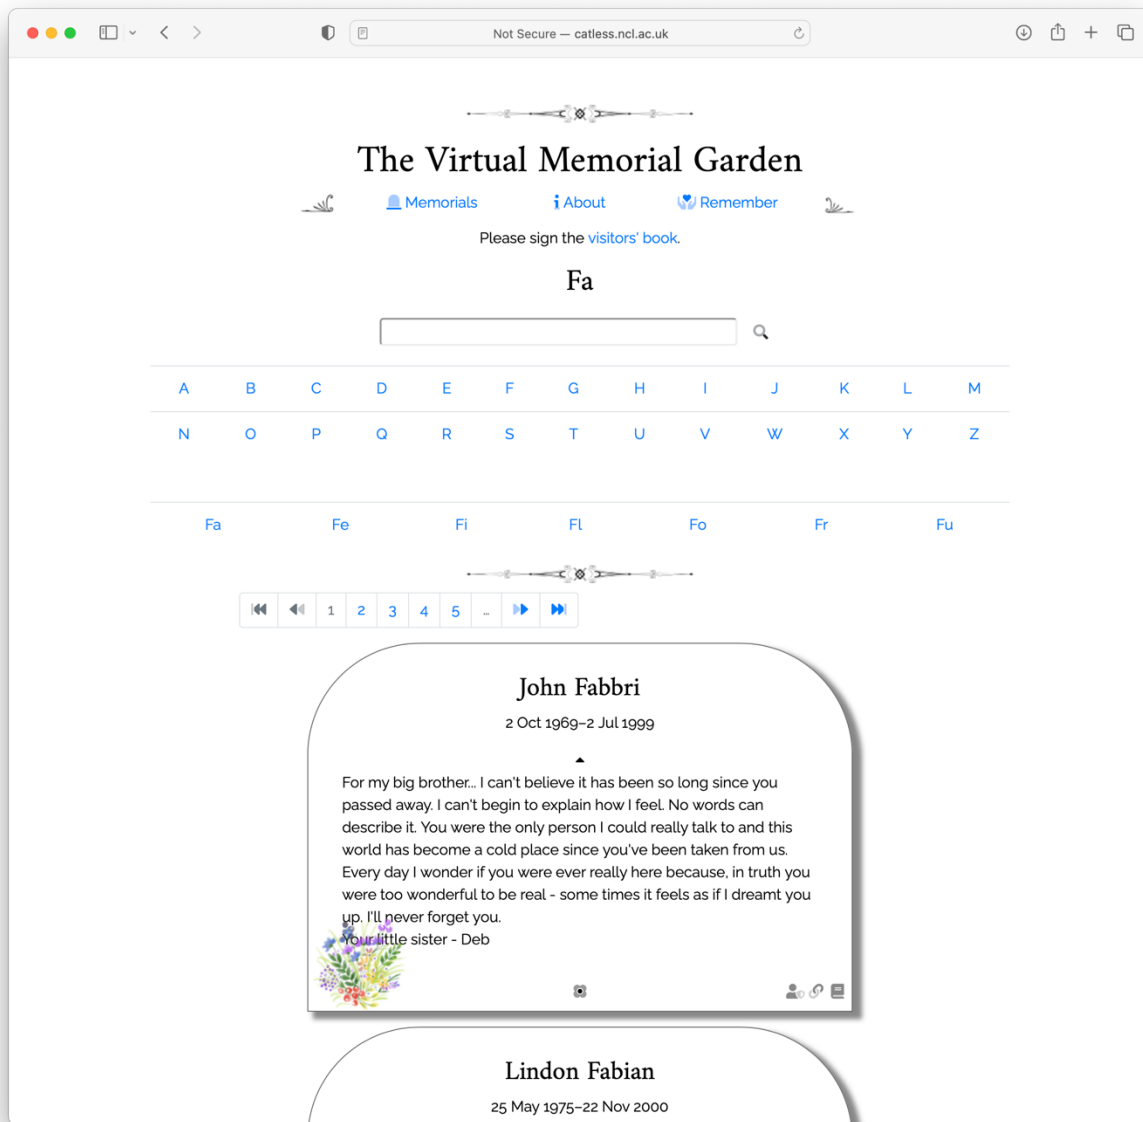 Not Secure — catless.ncl.ac.uk
The Virtual Memorial Garden
Memorials About Remember
Please sign the visitors' book.
Fa
A B C D E F G H I J K L M
N O P Q R S T U V W X Y Z
Fa Fe Fi Fl Fo Fr Fu
1 2 3 4 5 ...
John Fabbri
2 Oct 1969–2 Jul 1999
For my big brother... I can't believe it has been so long since you
passed away. I can't begin to explain how I feel. No words can
describe it. You were the only person I could really talk to and this
world has become a cold place since you've been taken from us.
Every day I wonder if you were ever really here because, in truth you
were too wonderful to be real - some times it feels as if I dreamt you
up. I'll never forget you.
Your little sister - Deb
Lindon Fabian
25 May 1975–22 Nov 2000